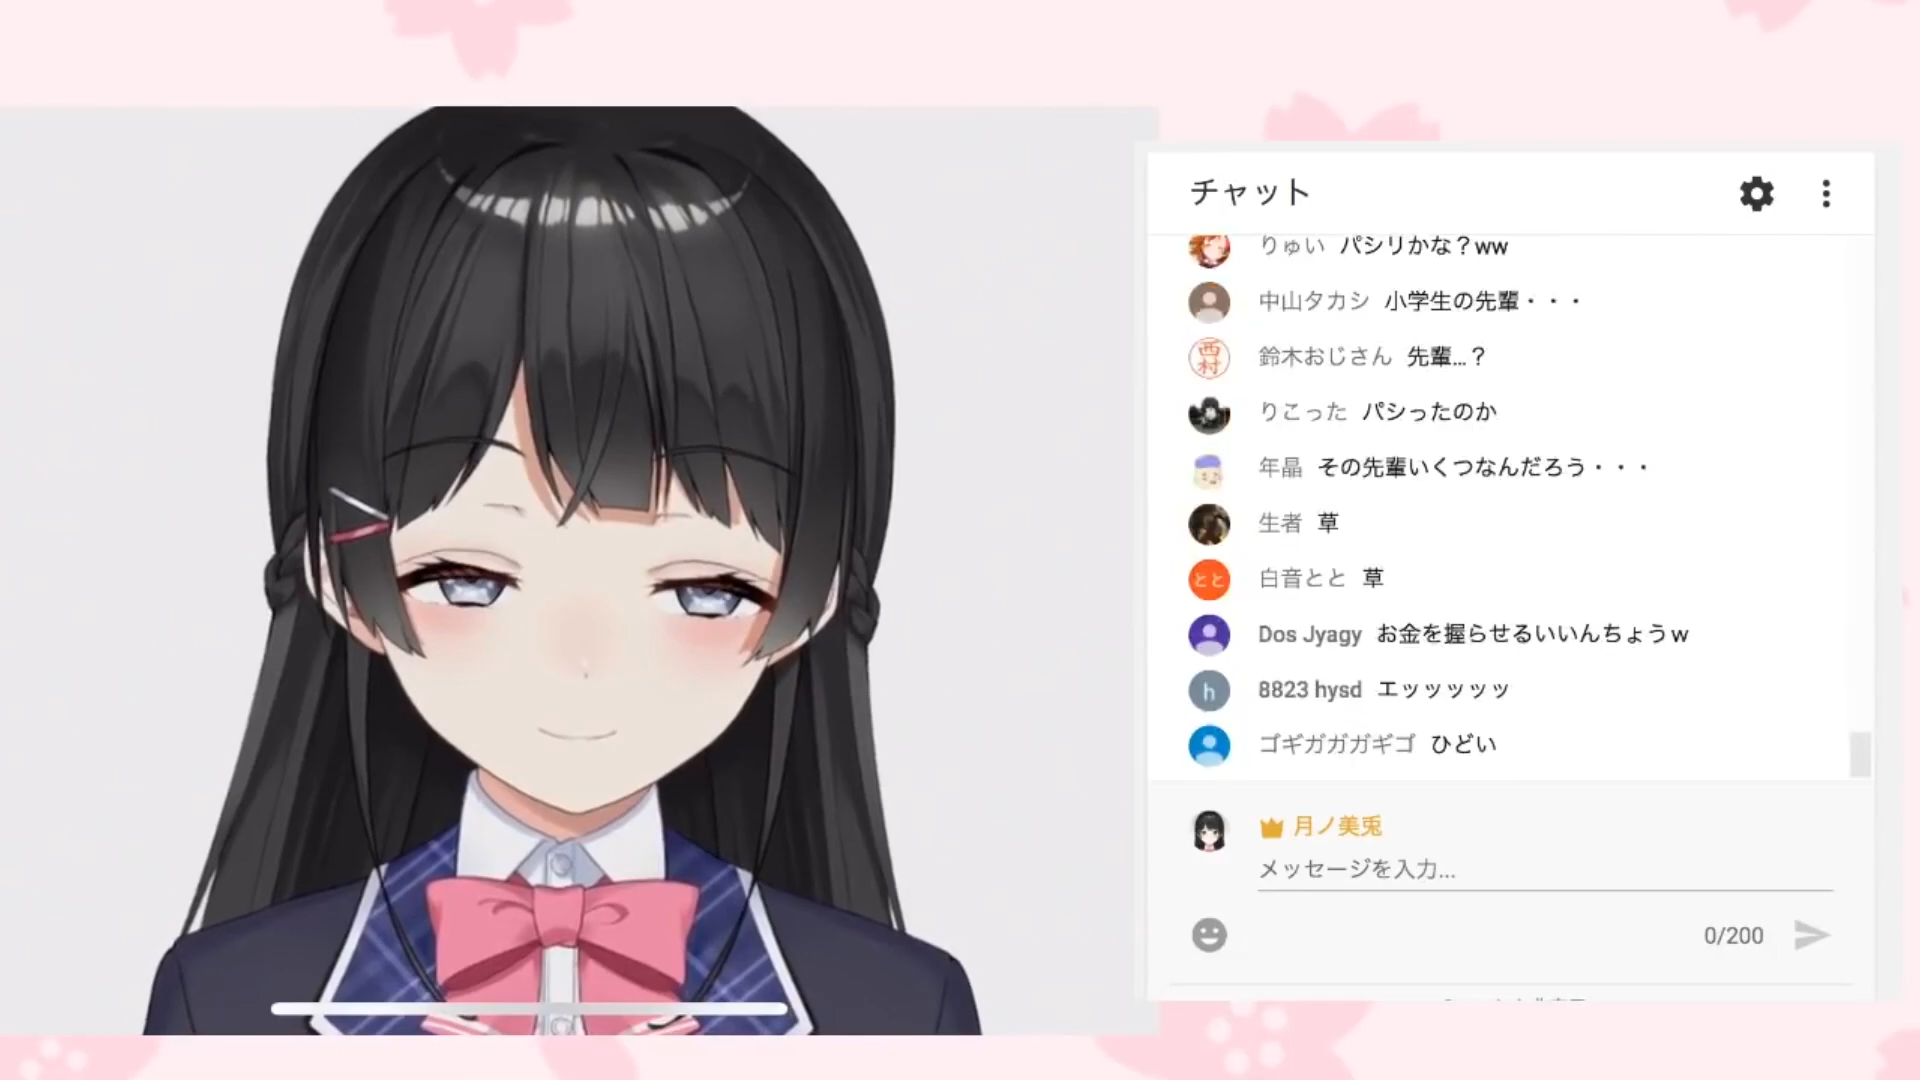 チャット
りゅい パシリかな？ww
中山タカシ 小学生の先輩・・・
西村
鈴木おじさん 先輩...？
りこった パシったのか
年晶 その先輩いくつなんだろう・・・
生者 草
とと
白音とと 草
Dos Jyagy お金を握らせるいいんちょうw
h
8823 hysd エッッッッッ
ゴギガガガギゴ ひどい
月ノ美兎
メッセージを入力...
0/200